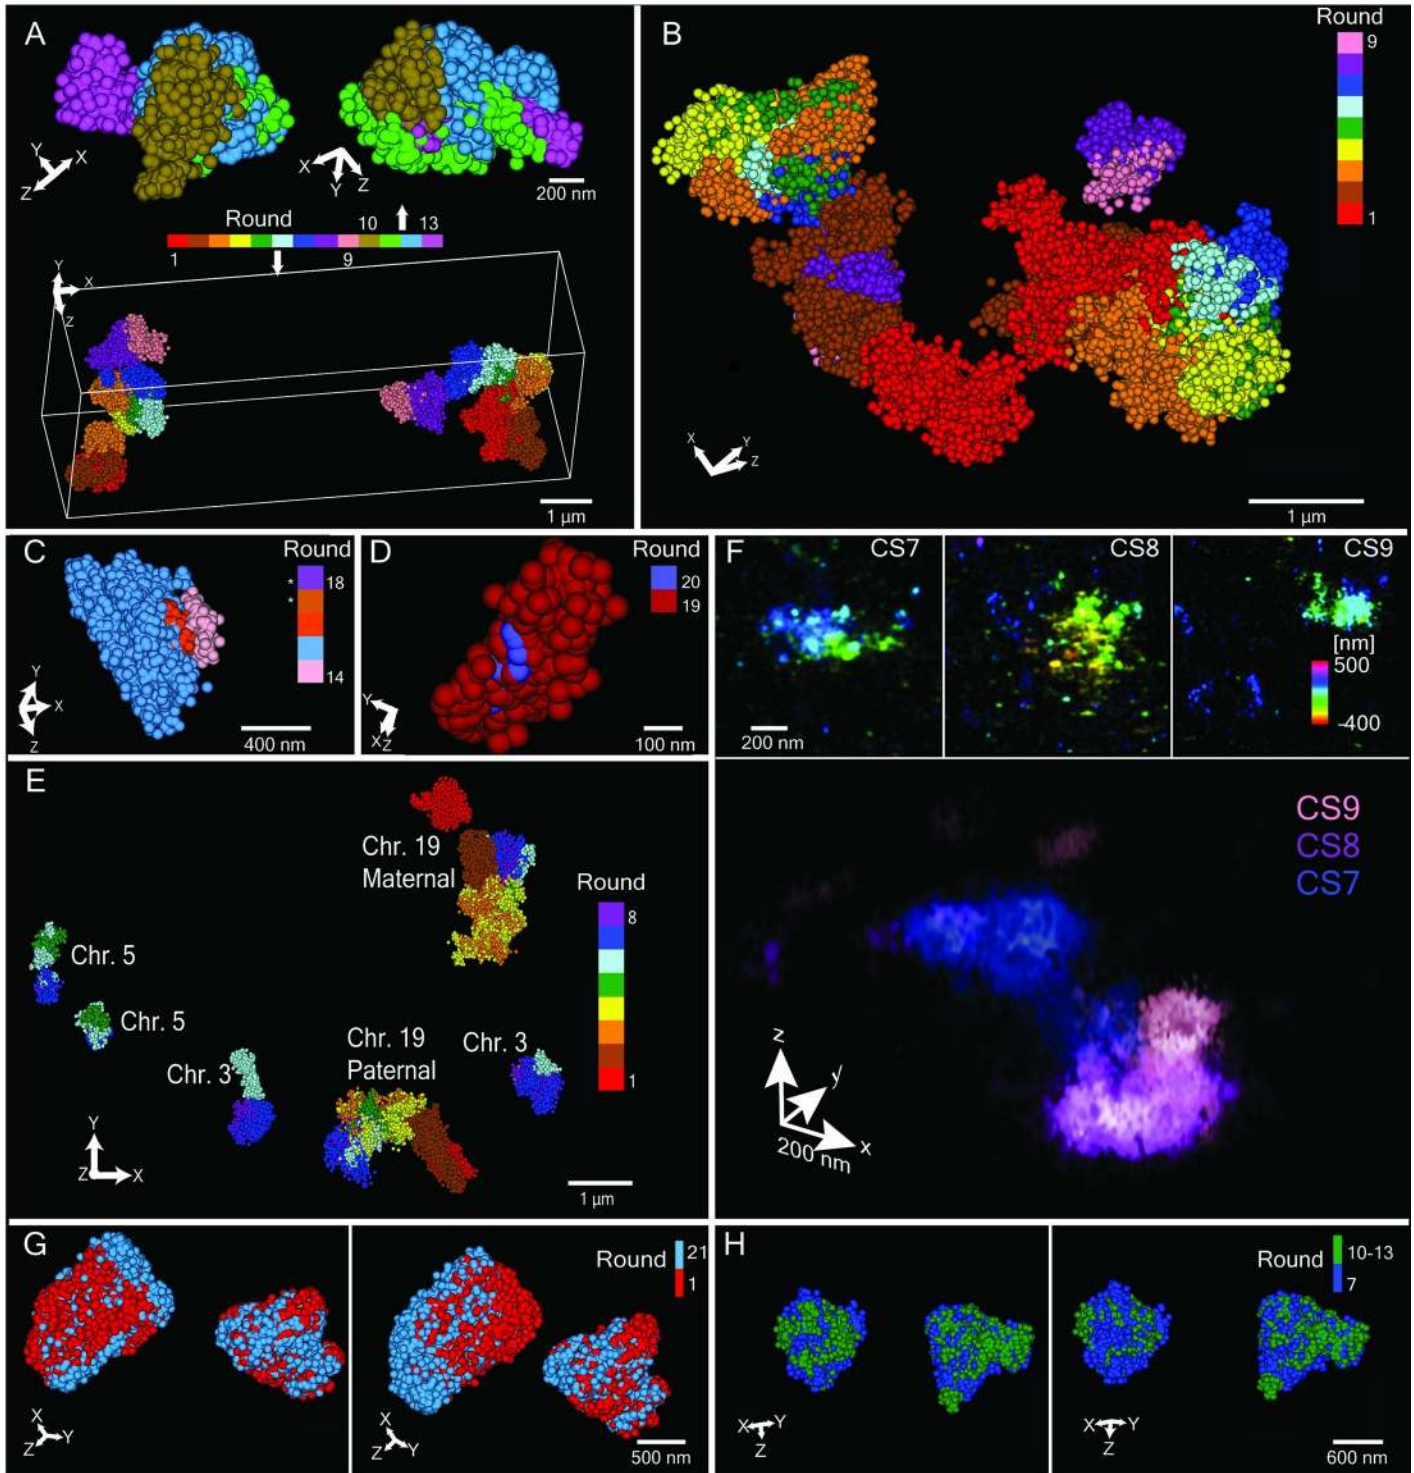 A
Y
X
Z
X
Y
Z
200 nm
Round
10
13
1
9
Y
X
Z
1 µm
B
Round
9
1
X
Y
Z
1 µm
C
Round
*
18
*
14
Y
X
Z
400 nm
D
Round
20
19
Y
X
Z
100 nm
E
Chr. 19
Maternal
Round
8
1
Chr. 5
Chr. 5
Chr. 3
Chr. 19
Paternal
Chr. 3
Y
Z
X
1 µm
F
CS7
CS8
CS9
[nm]
500
-400
200 nm
CS9
CS8
CS7
z
y
x
200 nm
G
Round
21
1
X
Y
Z
X
Y
Z
500 nm
H
Round
10-13
7
X
Y
Z
X
Y
Z
600 nm